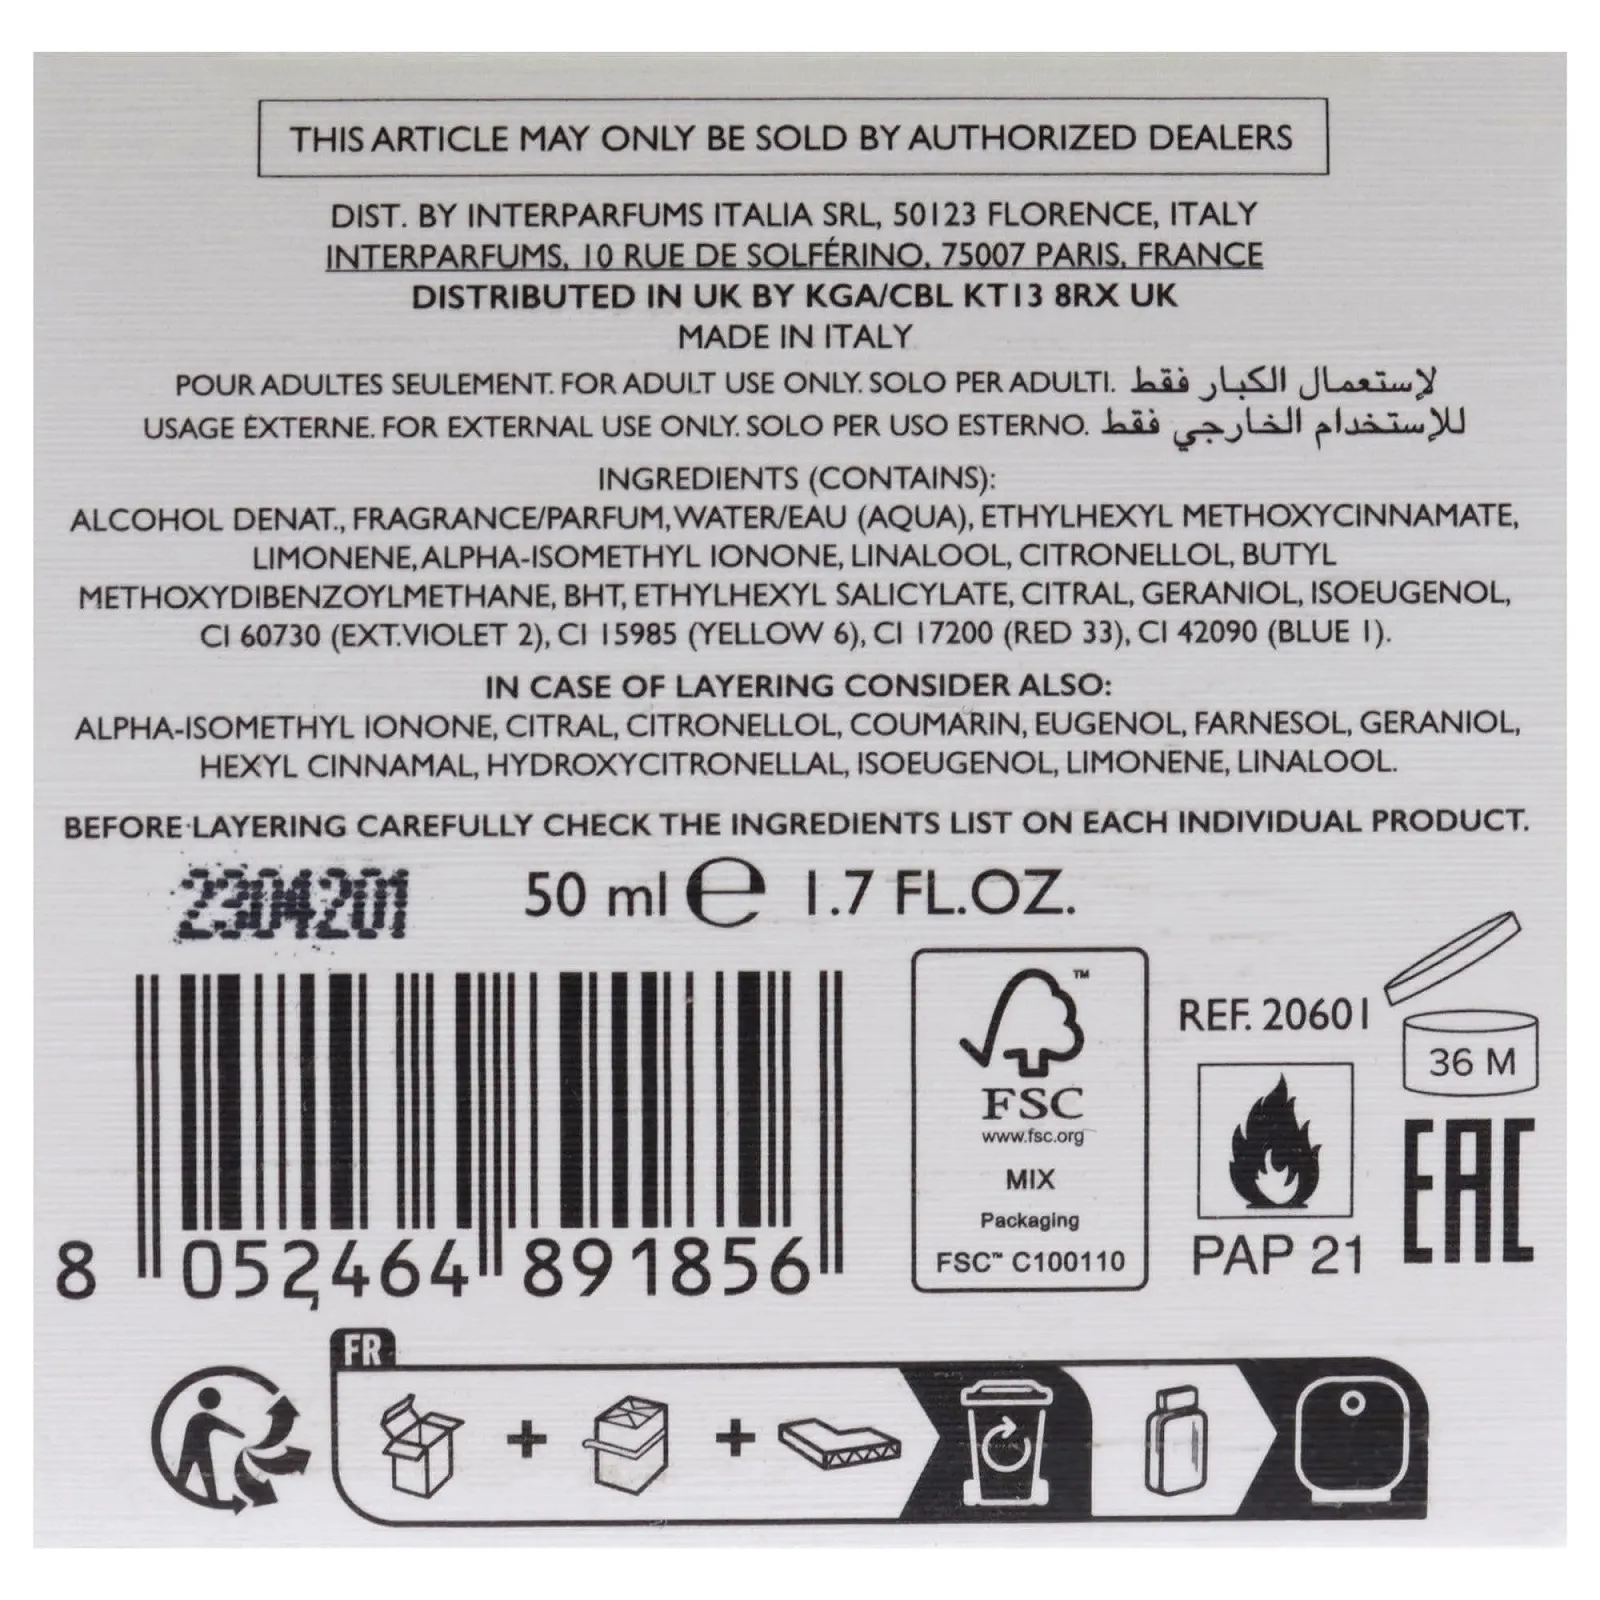 THIS ARTICLE MAY ONLY BE SOLD BY AUTHORIZED DEALERS
DIST. BY INTERPARFUMS ITALIA SRL, 50123 FLORENCE, ITALY
INTERPARFUMS, 10 RUE DE SOLFÉRINO, 75007 PARIS, FRANCE
DISTRIBUTED IN UK BY KGA/CBL KT13 8RX UK
MADE IN ITALY
POUR ADULTES SEULEMENT. FOR ADULT USE ONLY. SOLO PER ADULTI. لإستعمال الكبار فقط
USAGE EXTERNE. FOR EXTERNAL USE ONLY. SOLO PER USO ESTERNO. للإستخدام الخارجي فقط
INGREDIENTS (CONTAINS):
ALCOHOL DENAT., FRAGRANCE/PARFUM, WATER/EAU (AQUA), ETHYLHEXYL METHOXYCINNAMATE,
LIMONENE, ALPHA-ISOMETHYL IONONE, LINALOOL, CITRONELLOL, BUTYL
METHOXYDIBENZOYLMETHANE, BHT, ETHYLHEXYL SALICYLATE, CITRAL, GERANIOL, ISOEUGENOL,
CI 60730 (EXT.VIOLET 2), CI 15985 (YELLOW 6), CI 17200 (RED 33), CI 42090 (BLUE 1).
IN CASE OF LAYERING CONSIDER ALSO:
ALPHA-ISOMETHYL IONONE, CITRAL, CITRONELLOL, COUMARIN, EUGENOL, FARNESOL, GERANIOL,
HEXYL CINNAMAL, HYDROXYCITRONELLAL, ISOEUGENOL, LIMONENE, LINALOOL.
BEFORE LAYERING CAREFULLY CHECK THE INGREDIENTS LIST ON EACH INDIVIDUAL PRODUCT.
2304201
50 ml e 1.7 FL.OZ.
8 052464 891856
FSC™
www.fsc.org
MIX
Packaging
FSC™ C100110
REF. 20601
36 M
PAP 21
EAC
FR